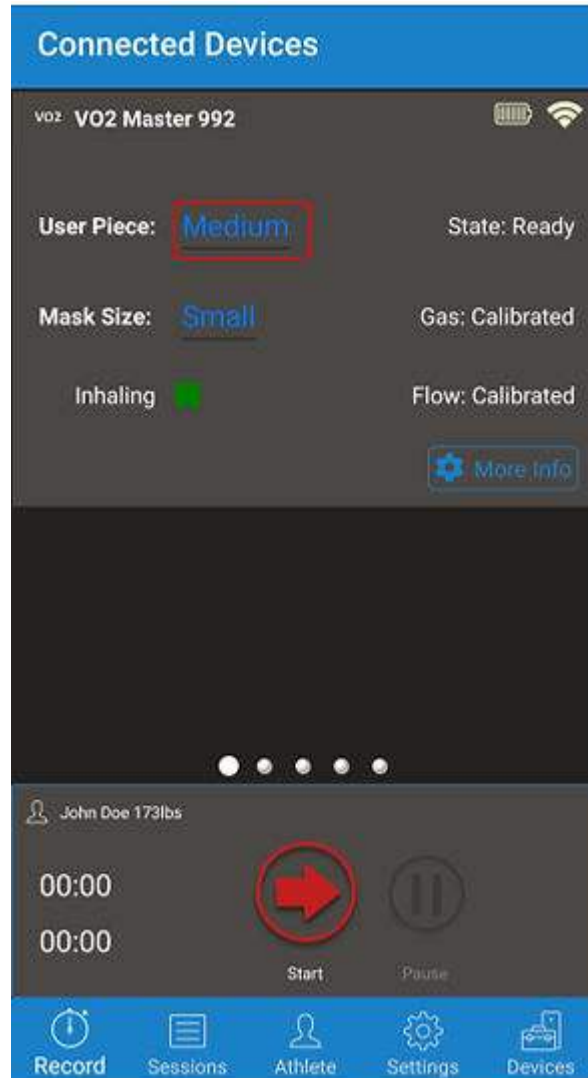 Connected Devices
VO2 VO2 Master 992
User Piece: Medium State: Ready
Mask Size: Small Gas: Calibrated
Inhaling Flow: Calibrated
More Info
John Doe 173lbs
00:00
00:00
Start Pause
Record Sessions Athlete Settings Devices